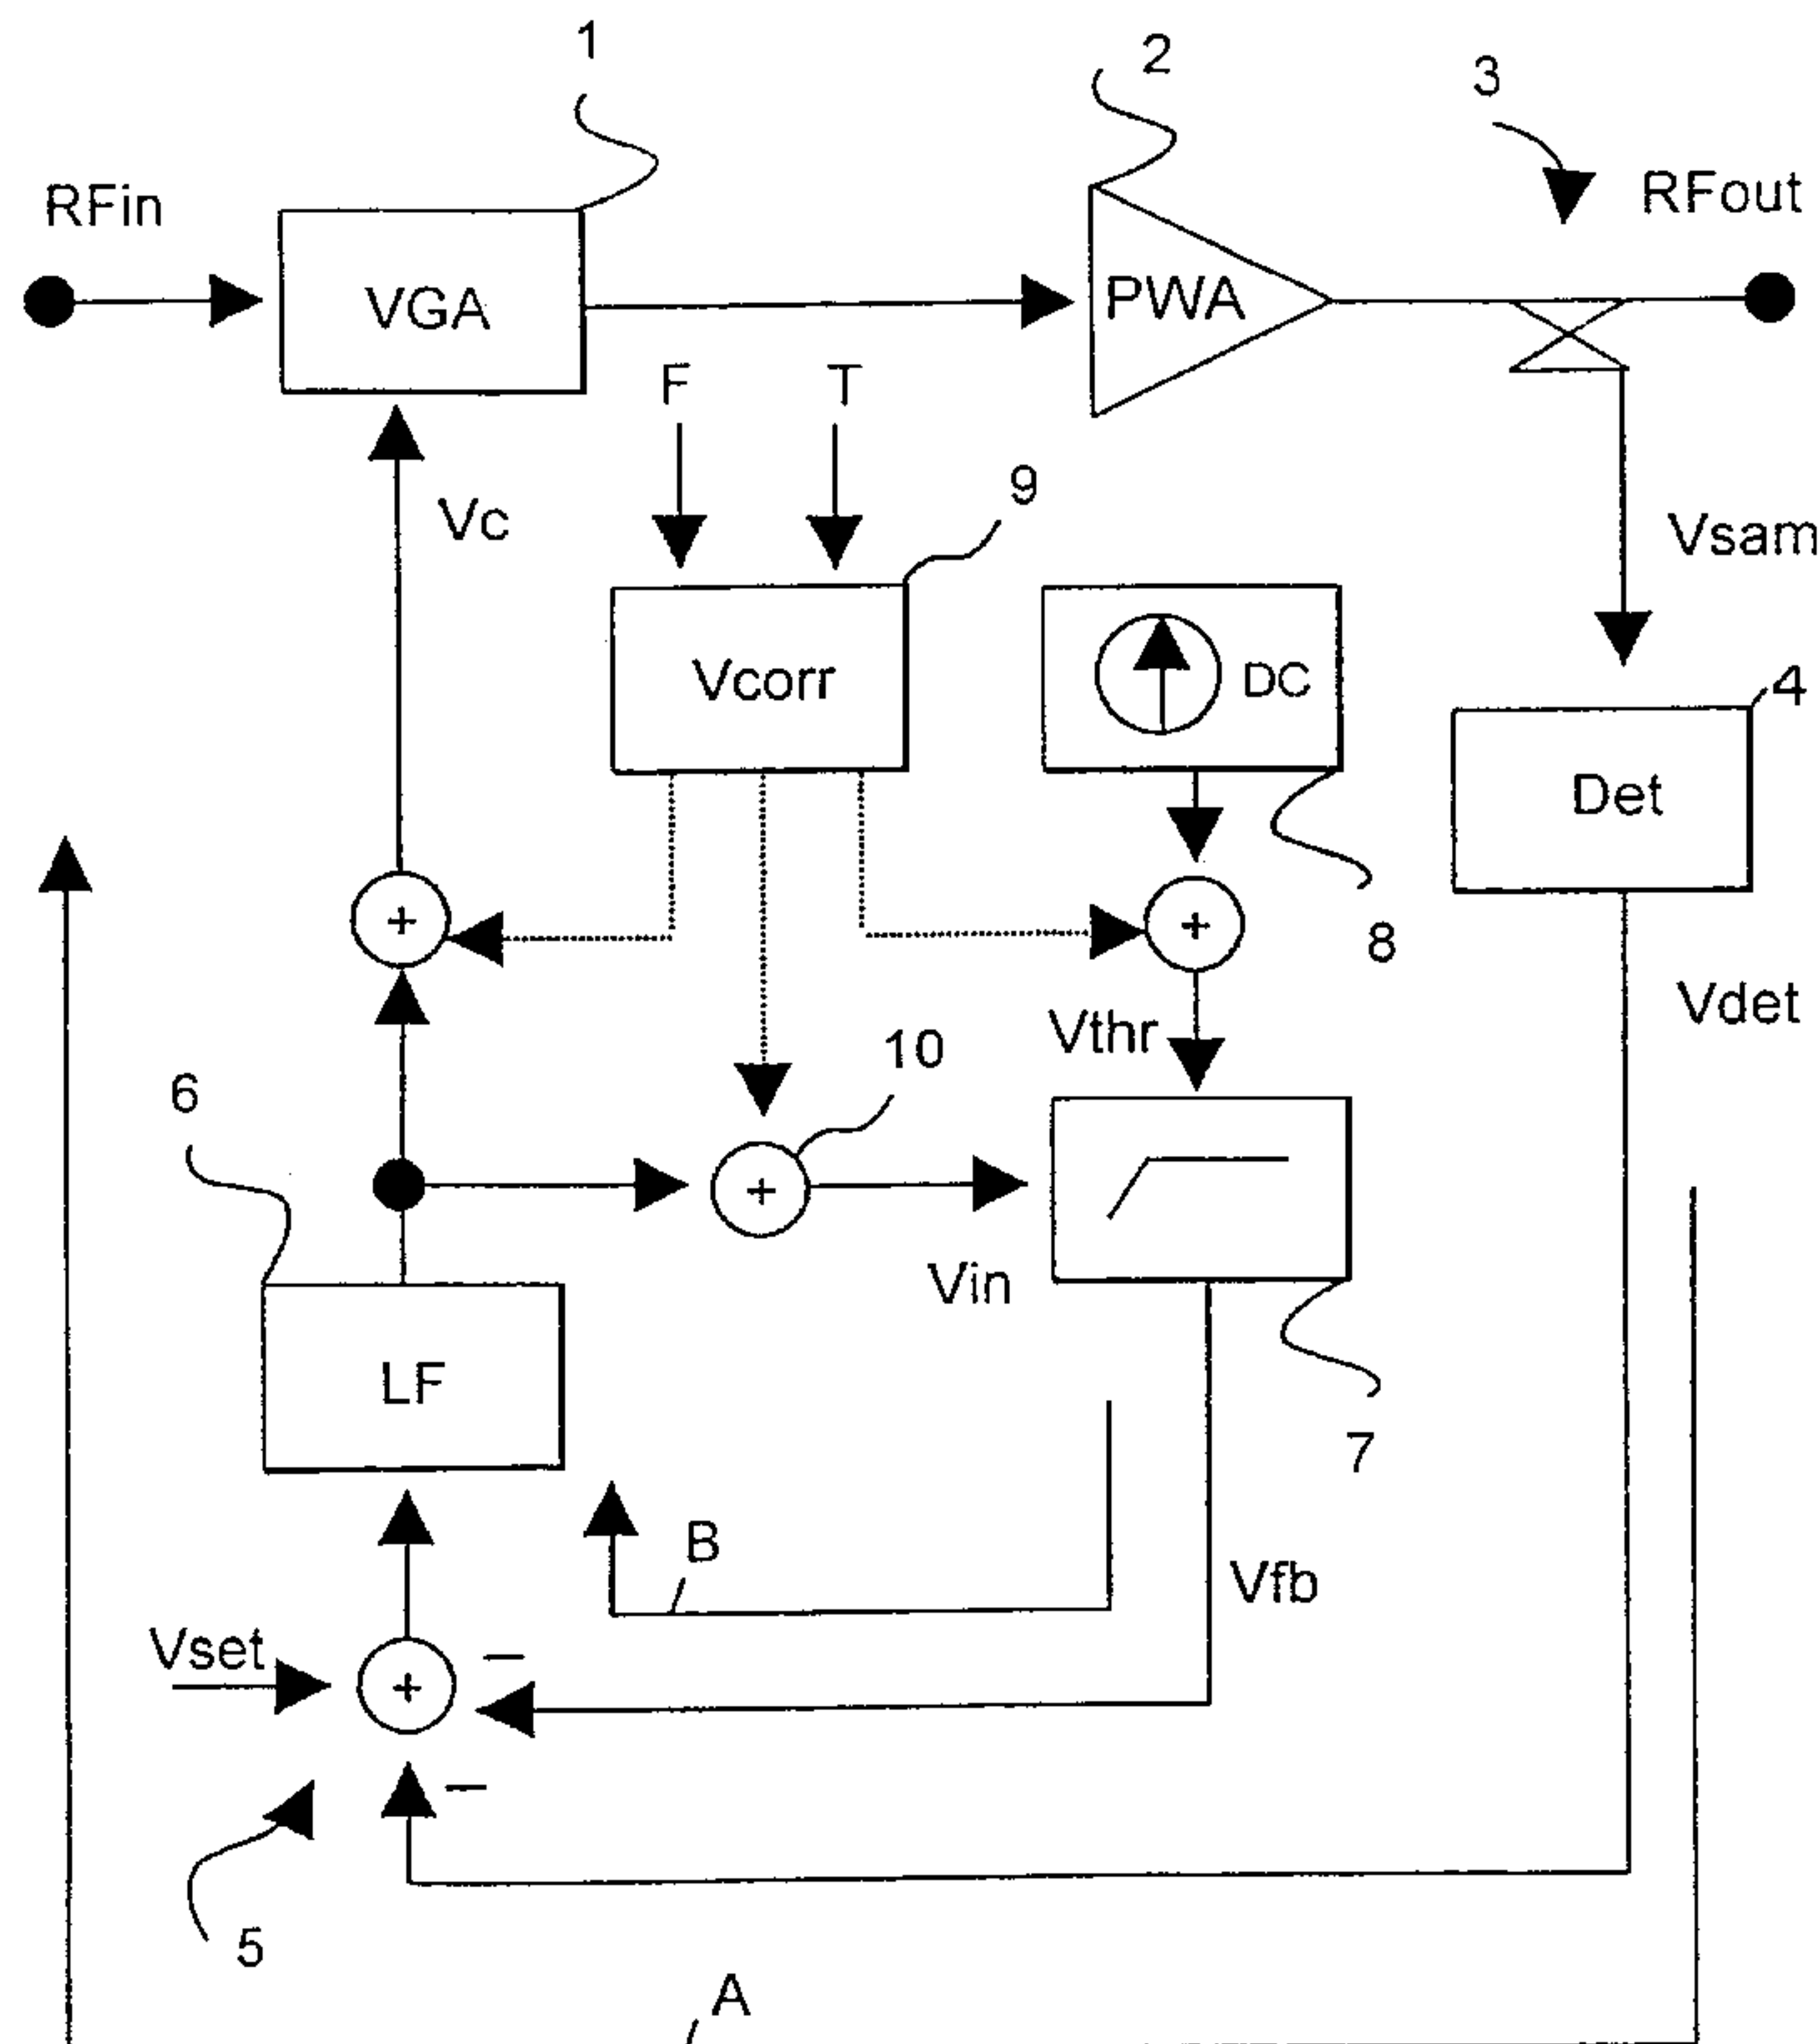 1
2
3
RFin
RFout
VGA
PWA
F
T
9
Vc
Vsam
Vcorr
DC
4
Det
+
+
8
Vdet
Vthr
10
6
+
Vin
LF
7
B
Vfb
Vset
+
−
−
5
A